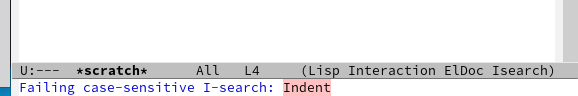 U:---  *scratch*      All   L4     (Lisp Interaction ElDoc Isearch)
Failing case-sensitive I-search: Indent